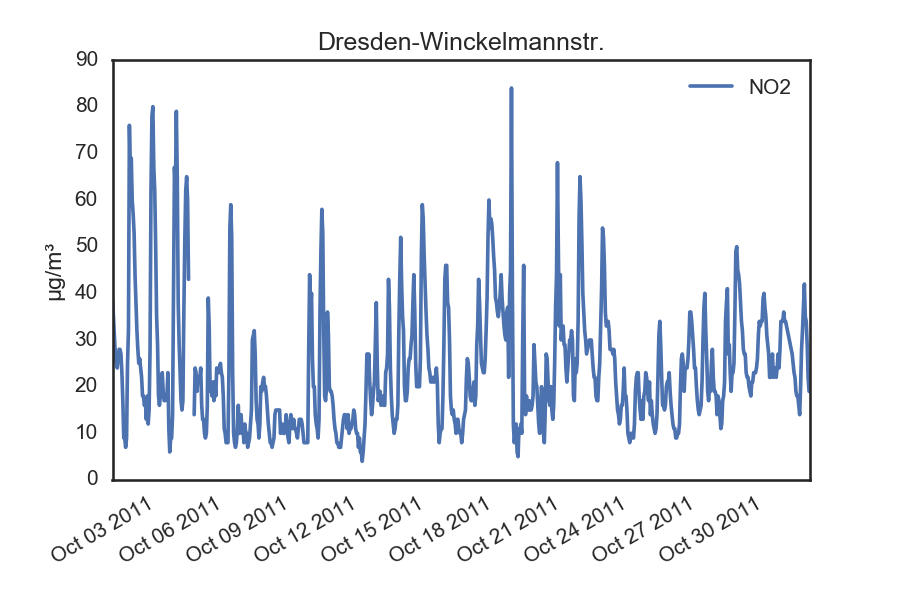 Dresden-Winckelmannstr.
90
80
70
60
50
40
30
20
10
0
µg/m³
NO2
Oct 03 2011
Oct 06 2011
Oct 09 2011
Oct 12 2011
Oct 15 2011
Oct 18 2011
Oct 21 2011
Oct 24 2011
Oct 27 2011
Oct 30 2011